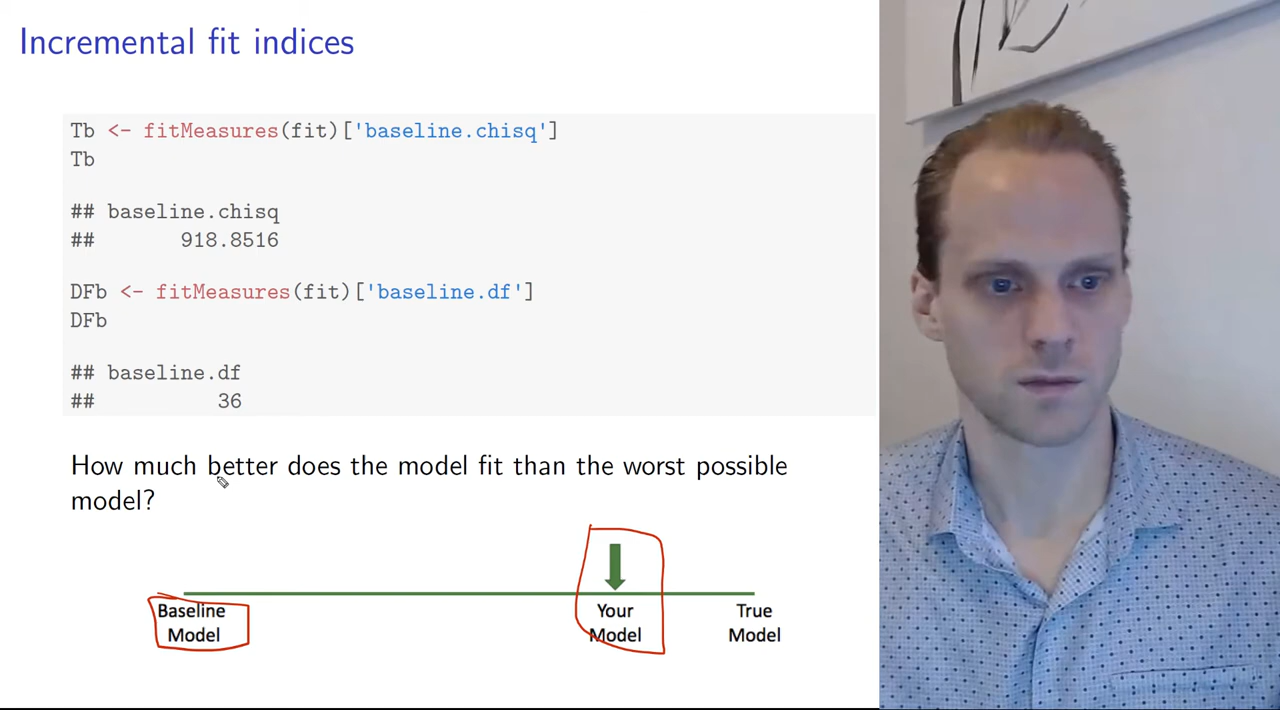 Incremental fit indices
Tb <- fitMeasures(fit)['baseline.chisq']
Tb
## baseline.chisq
##       918.8516
DFb <- fitMeasures(fit)['baseline.df']
DFb
## baseline.df
##          36
How much better does the model fit than the worst possible
model?
Baseline Model
Your Model
True Model